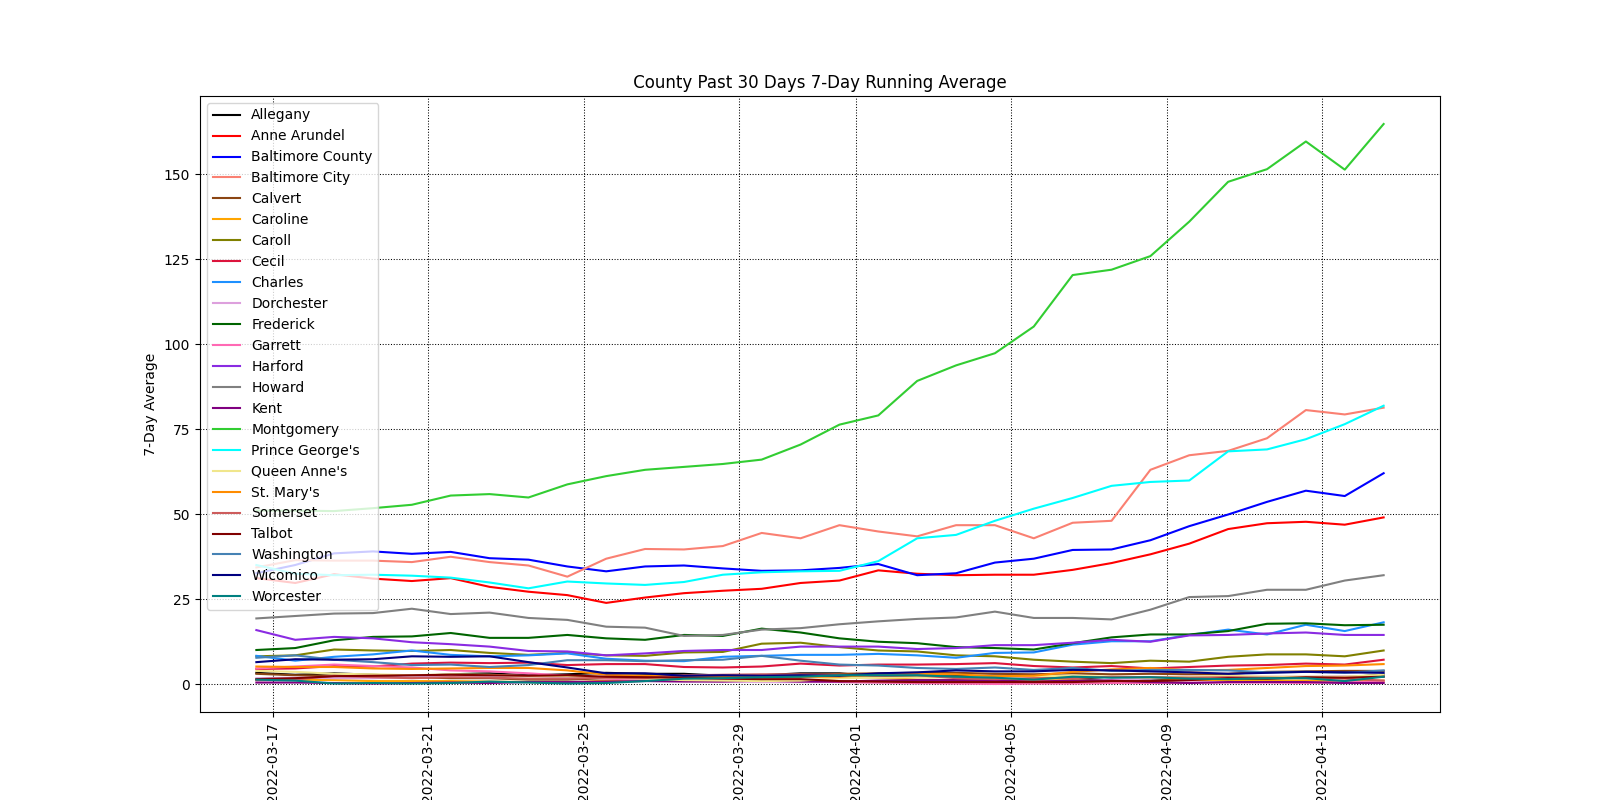 County Past 30 Days 7-Day Running Average
Allegany
Anne Arundel
Baltimore County
Baltimore City
Calvert
Caroline
Caroll
Cecil
Charles
Dorchester
Frederick
Garrett
Harford
Howard
Kent
Montgomery
Prince George's
Queen Anne's
St. Mary's
Somerset
Talbot
Washington
Wicomico
Worcester
7-Day Average
150
125
100
75
50
25
0
2022-03-17
2022-03-21
2022-03-25
2022-03-29
2022-04-01
2022-04-05
2022-04-09
2022-04-13